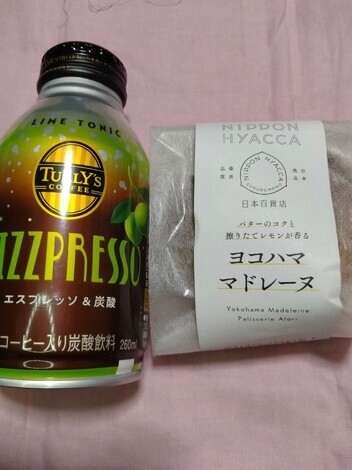 LIME TONIC
TULLY'S
COFFEE
IZZPRESSO
エスプレッソ & 炭酸
コーヒー入り炭酸飲料
260ml
NIPPON
HYACCA
NIPPON HYACCA
日本百貨店
バターのコクと
擦りたてレモンが香る
ヨコハマ
マドレーヌ
Yokohama Madeleine
Patisserie